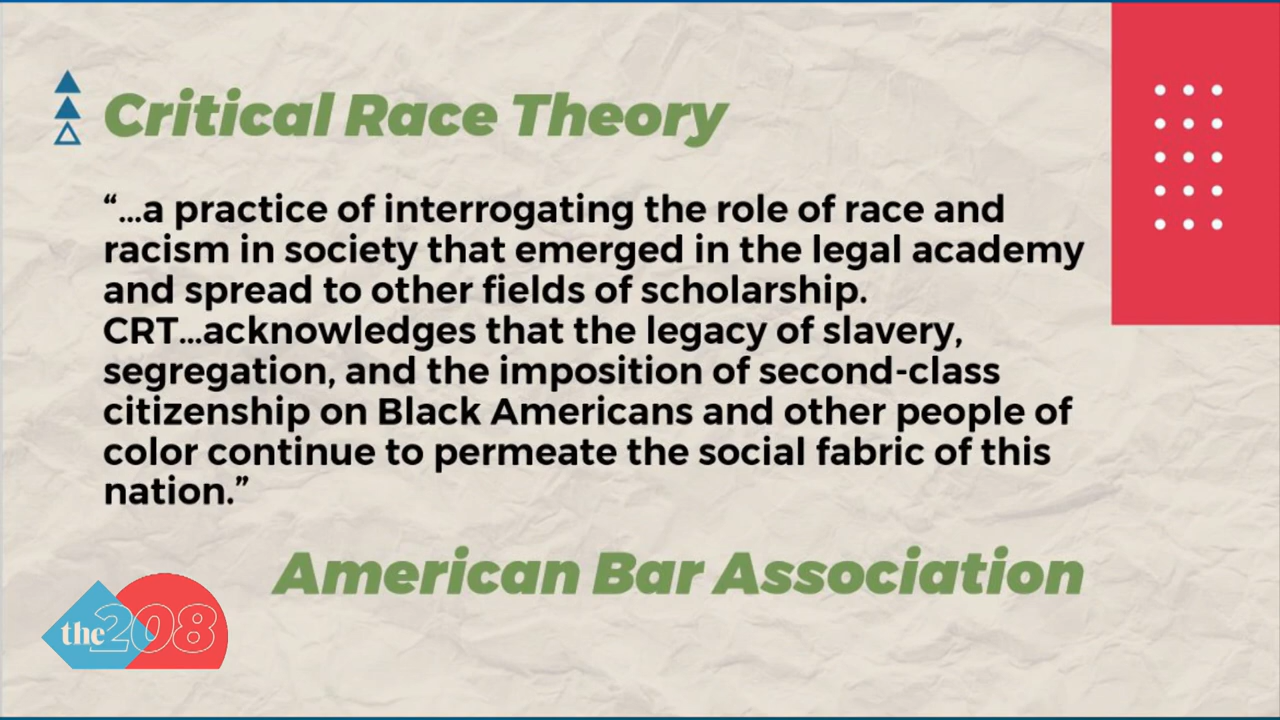 Critical Race Theory
“...a practice of interrogating the role of race and
racism in society that emerged in the legal academy
and spread to other fields of scholarship.
CRT...acknowledges that the legacy of slavery,
segregation, and the imposition of second-class
citizenship on Black Americans and other people of
color continue to permeate the social fabric of this
nation.”
American Bar Association
the208